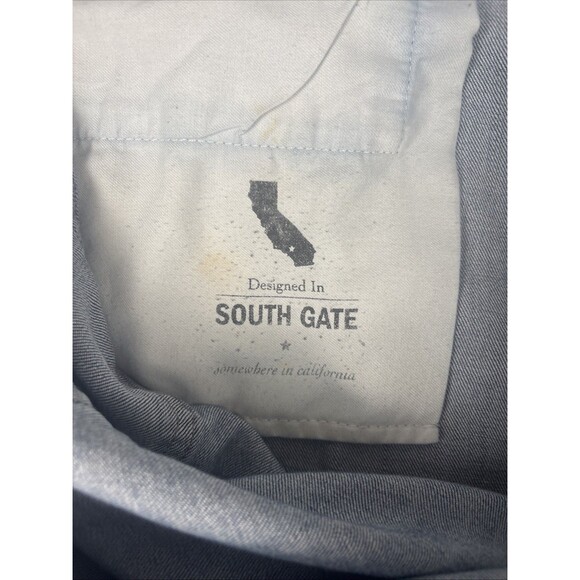 Designed In
SOUTH GATE
somewhere in california